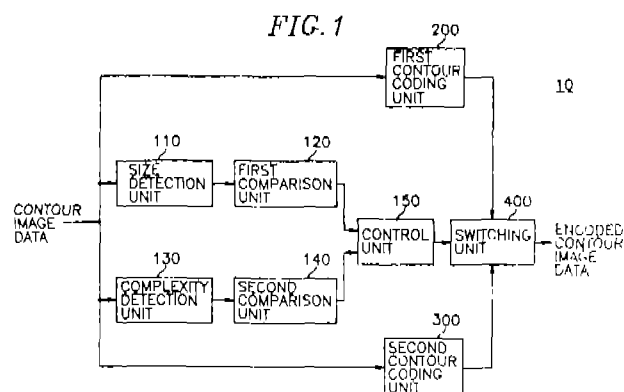 FIG. 1
200
FIRST
CONTOUR
CODING
UNIT
10
110
SIZE
DETECTION
UNIT
120
FIRST
COMPARISON
UNIT
CONTOUR
IMAGE
DATA
150
CONTROL
UNIT
400
SWITCHING
UNIT
ENCODED
CONTOUR
IMAGE
DATA
130
COMPLEXITY
DETECTION
UNIT
140
SECOND
COMPARISON
UNIT
300
SECOND
CONTOUR
CODING
UNIT